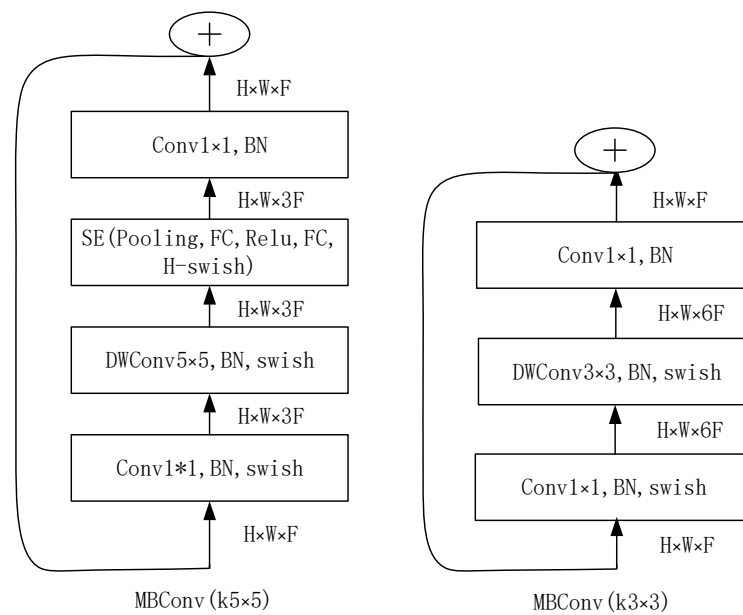 +
H×W×F
Conv1×1,BN
H×W×3F
SE(Pooling,FC,Relu,FC,
H-swish)
H×W×3F
DWConv5×5,BN,swish
H×W×3F
Conv1*1,BN,swish
H×W×F
MBConv(k5×5)
+
H×W×F
Conv1×1,BN
H×W×6F
DWConv3×3,BN,swish
H×W×6F
Conv1×1,BN,swish
H×W×F
MBConv(k3×3)